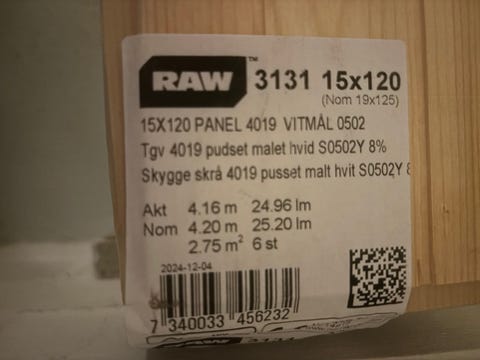 RAW™ 3131 15x120
(Nom 19x125)
15X120 PANEL 4019 VITMÅL 0502
Tgv 4019 pudset malet hvid S0502Y 8%
Skygge skrå 4019 pusset malt hvit S0502Y
Akt 4.16 m 24.96 lm
Nom 4.20 m 25.20 lm
2.75 m² 6 st
2024-12-04
7 340033 456232